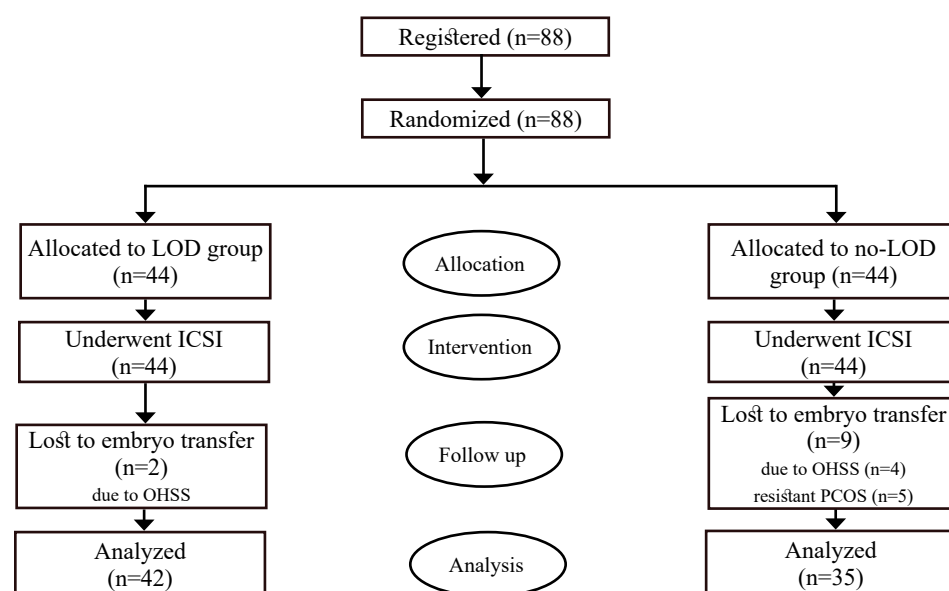 Registered (n=88)
Randomized (n=88)
Allocated to LOD group
(n=44)
Allocation
Allocated to no-LOD
group (n=44)
Underwent ICSI
(n=44)
Intervention
Underwent ICSI
(n=44)
Lost to embryo transfer
(n=2)
due to OHSS
Follow up
Lost to embryo transfer
(n=9)
due to OHSS (n=4)
resistant PCOS (n=5)
Analyzed
(n=42)
Analysis
Analyzed
(n=35)